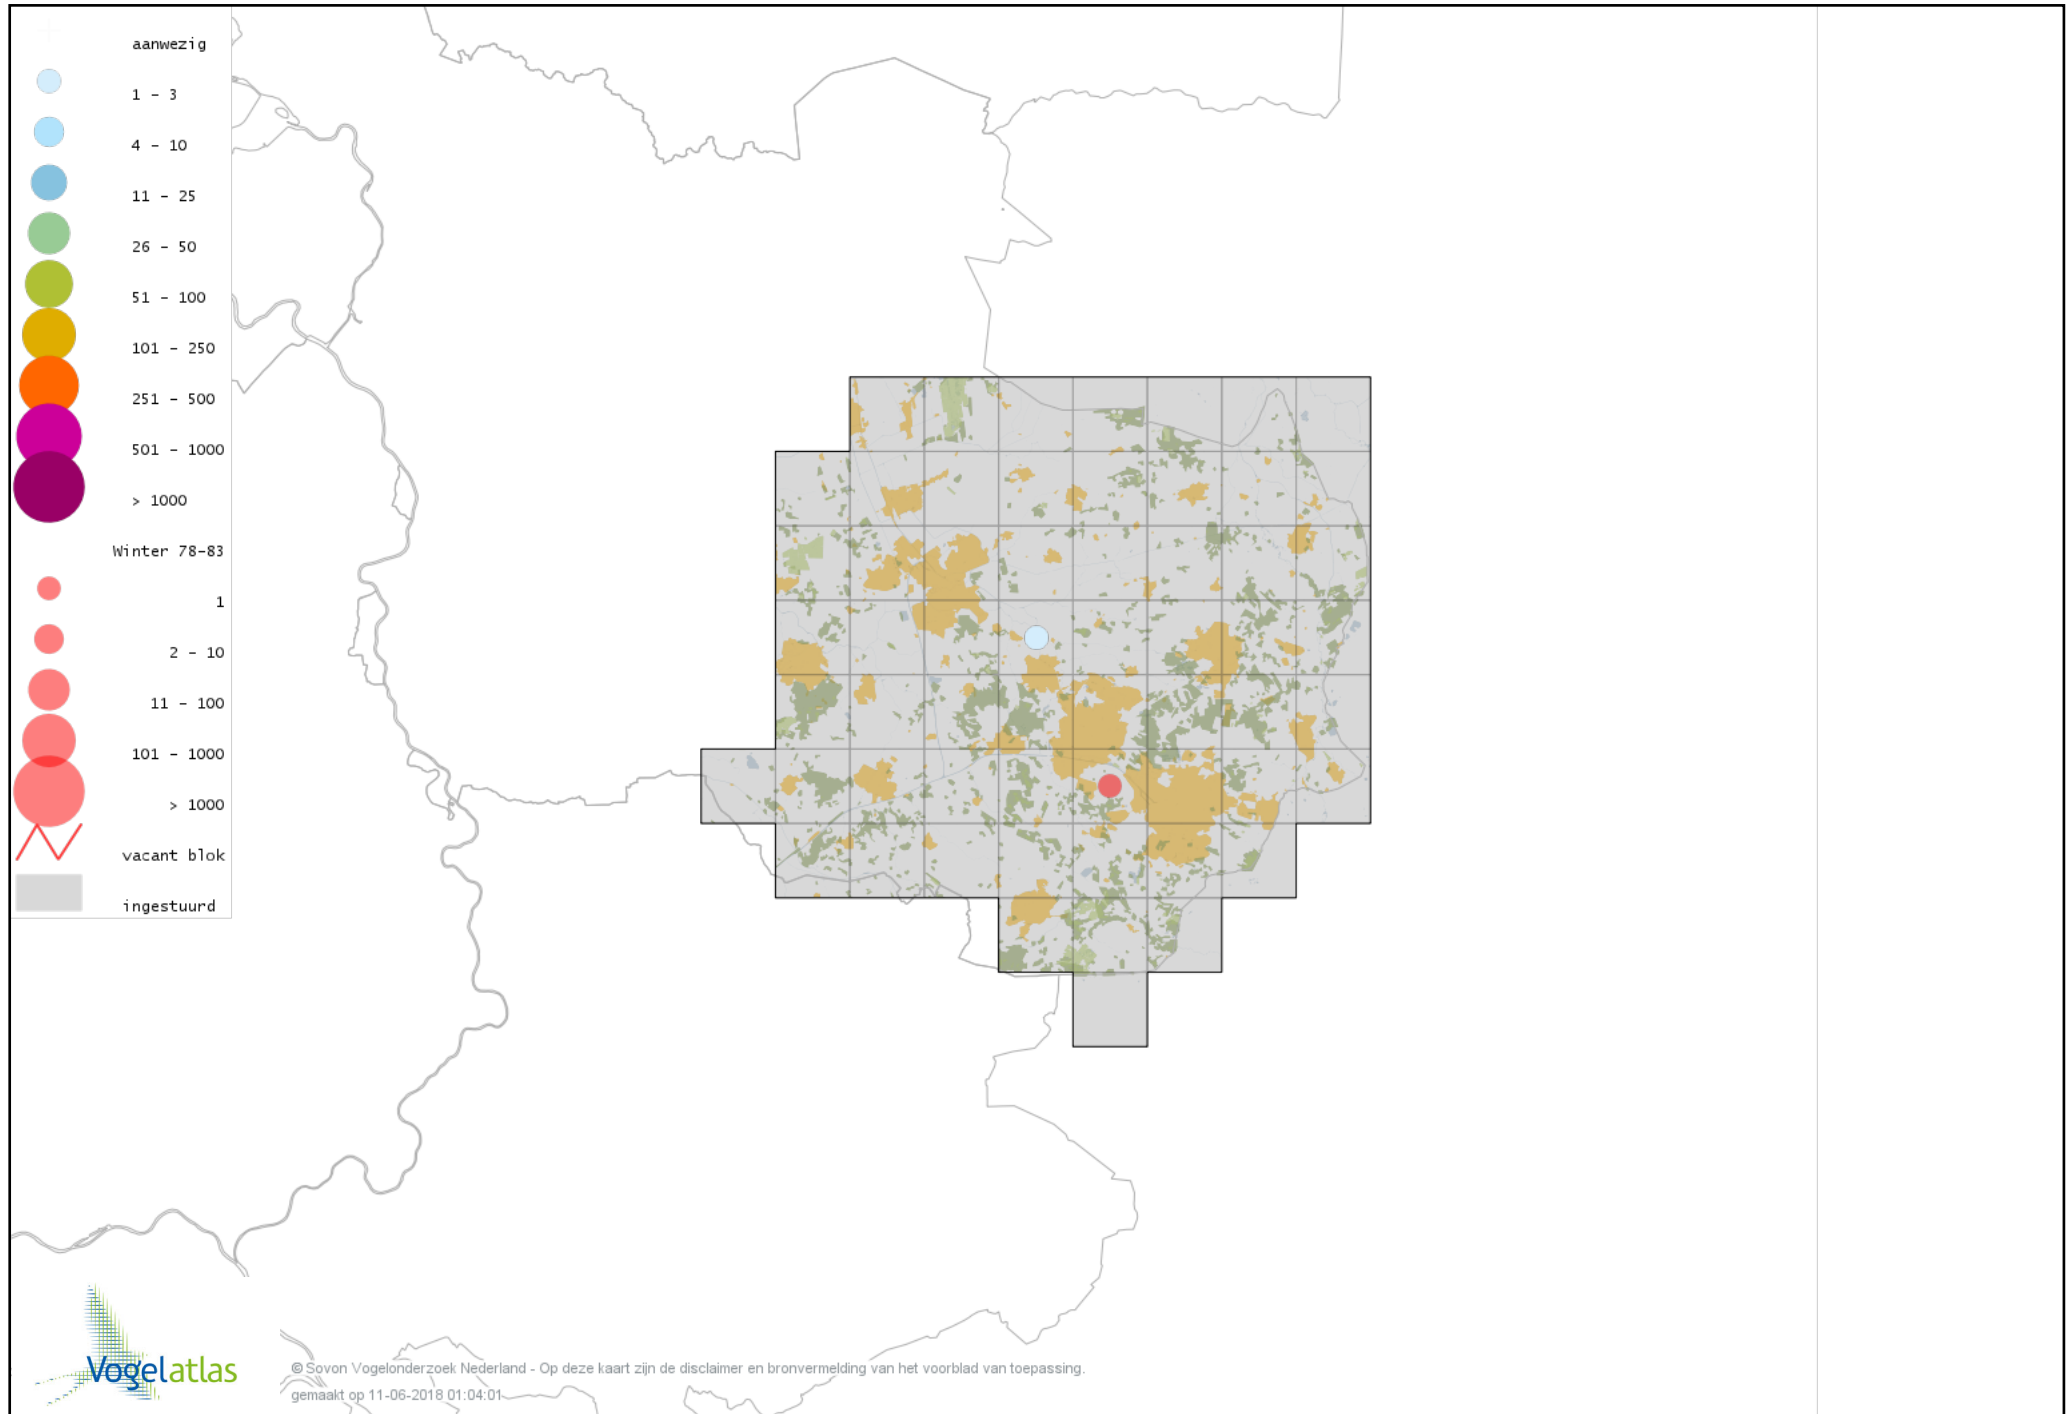 aanwezig
1 - 3
4 - 10
11 - 25
26 - 50
51 - 100
101 - 250
251 - 500
501 - 1000
> 1000
Winter 78-83
1
2 - 10
11 - 100
101 - 1000
> 1000
vacant blok
ingestuurd
Vogelatlas
© Sovon Vogelonderzoek Nederland - Op deze kaart zijn de disclaimer en bronvermelding van het voorblad van toepassing.
gemaakt op 11-06-2018 01:04:01